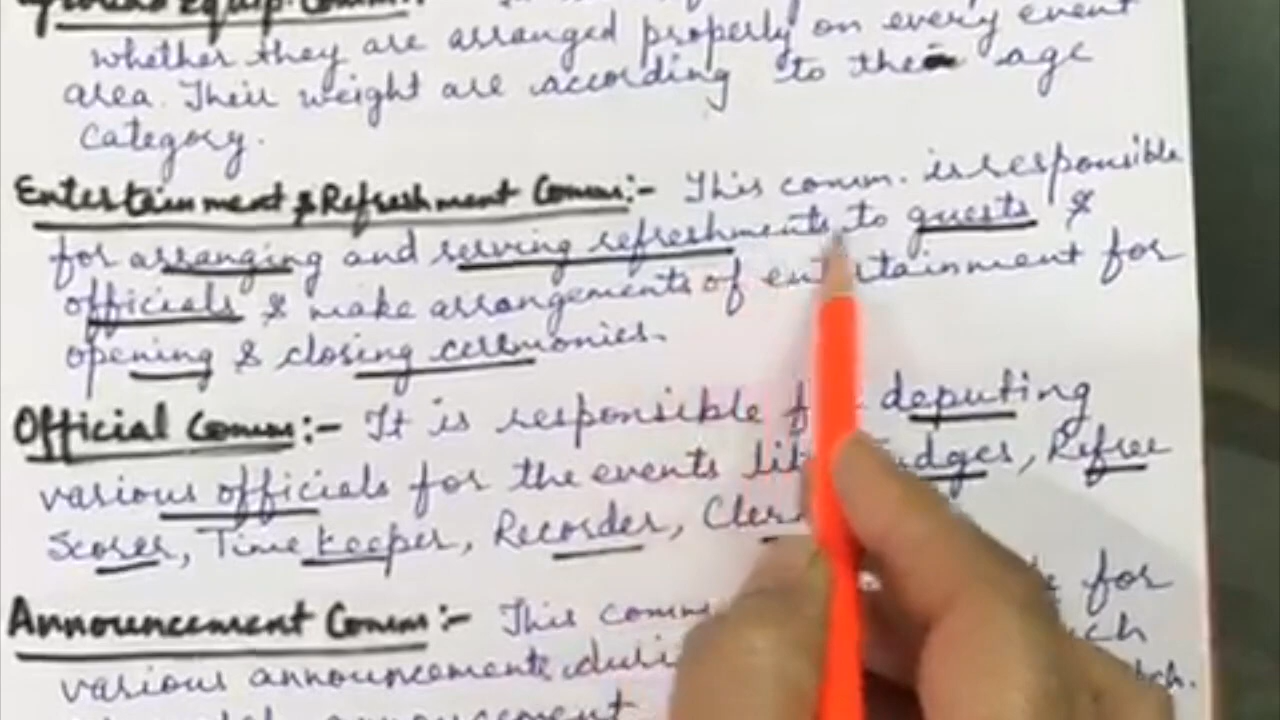 Ground Equip. Comm:-
whether they are arranged properly on every event
area. Their weight are according to the age
category.
Entertainment & Refreshment Comm:- This comm. is responsible
for arranging and serving refreshments to guests &
officials & make arrangements of entertainment for
opening & closing ceremonies.
Official Comm:- It is responsible deputing
various officials for the events Judges, Refree
Scorer, Time keeper, Recorder,
Announcement Comm:- This for
various announcements
announcement